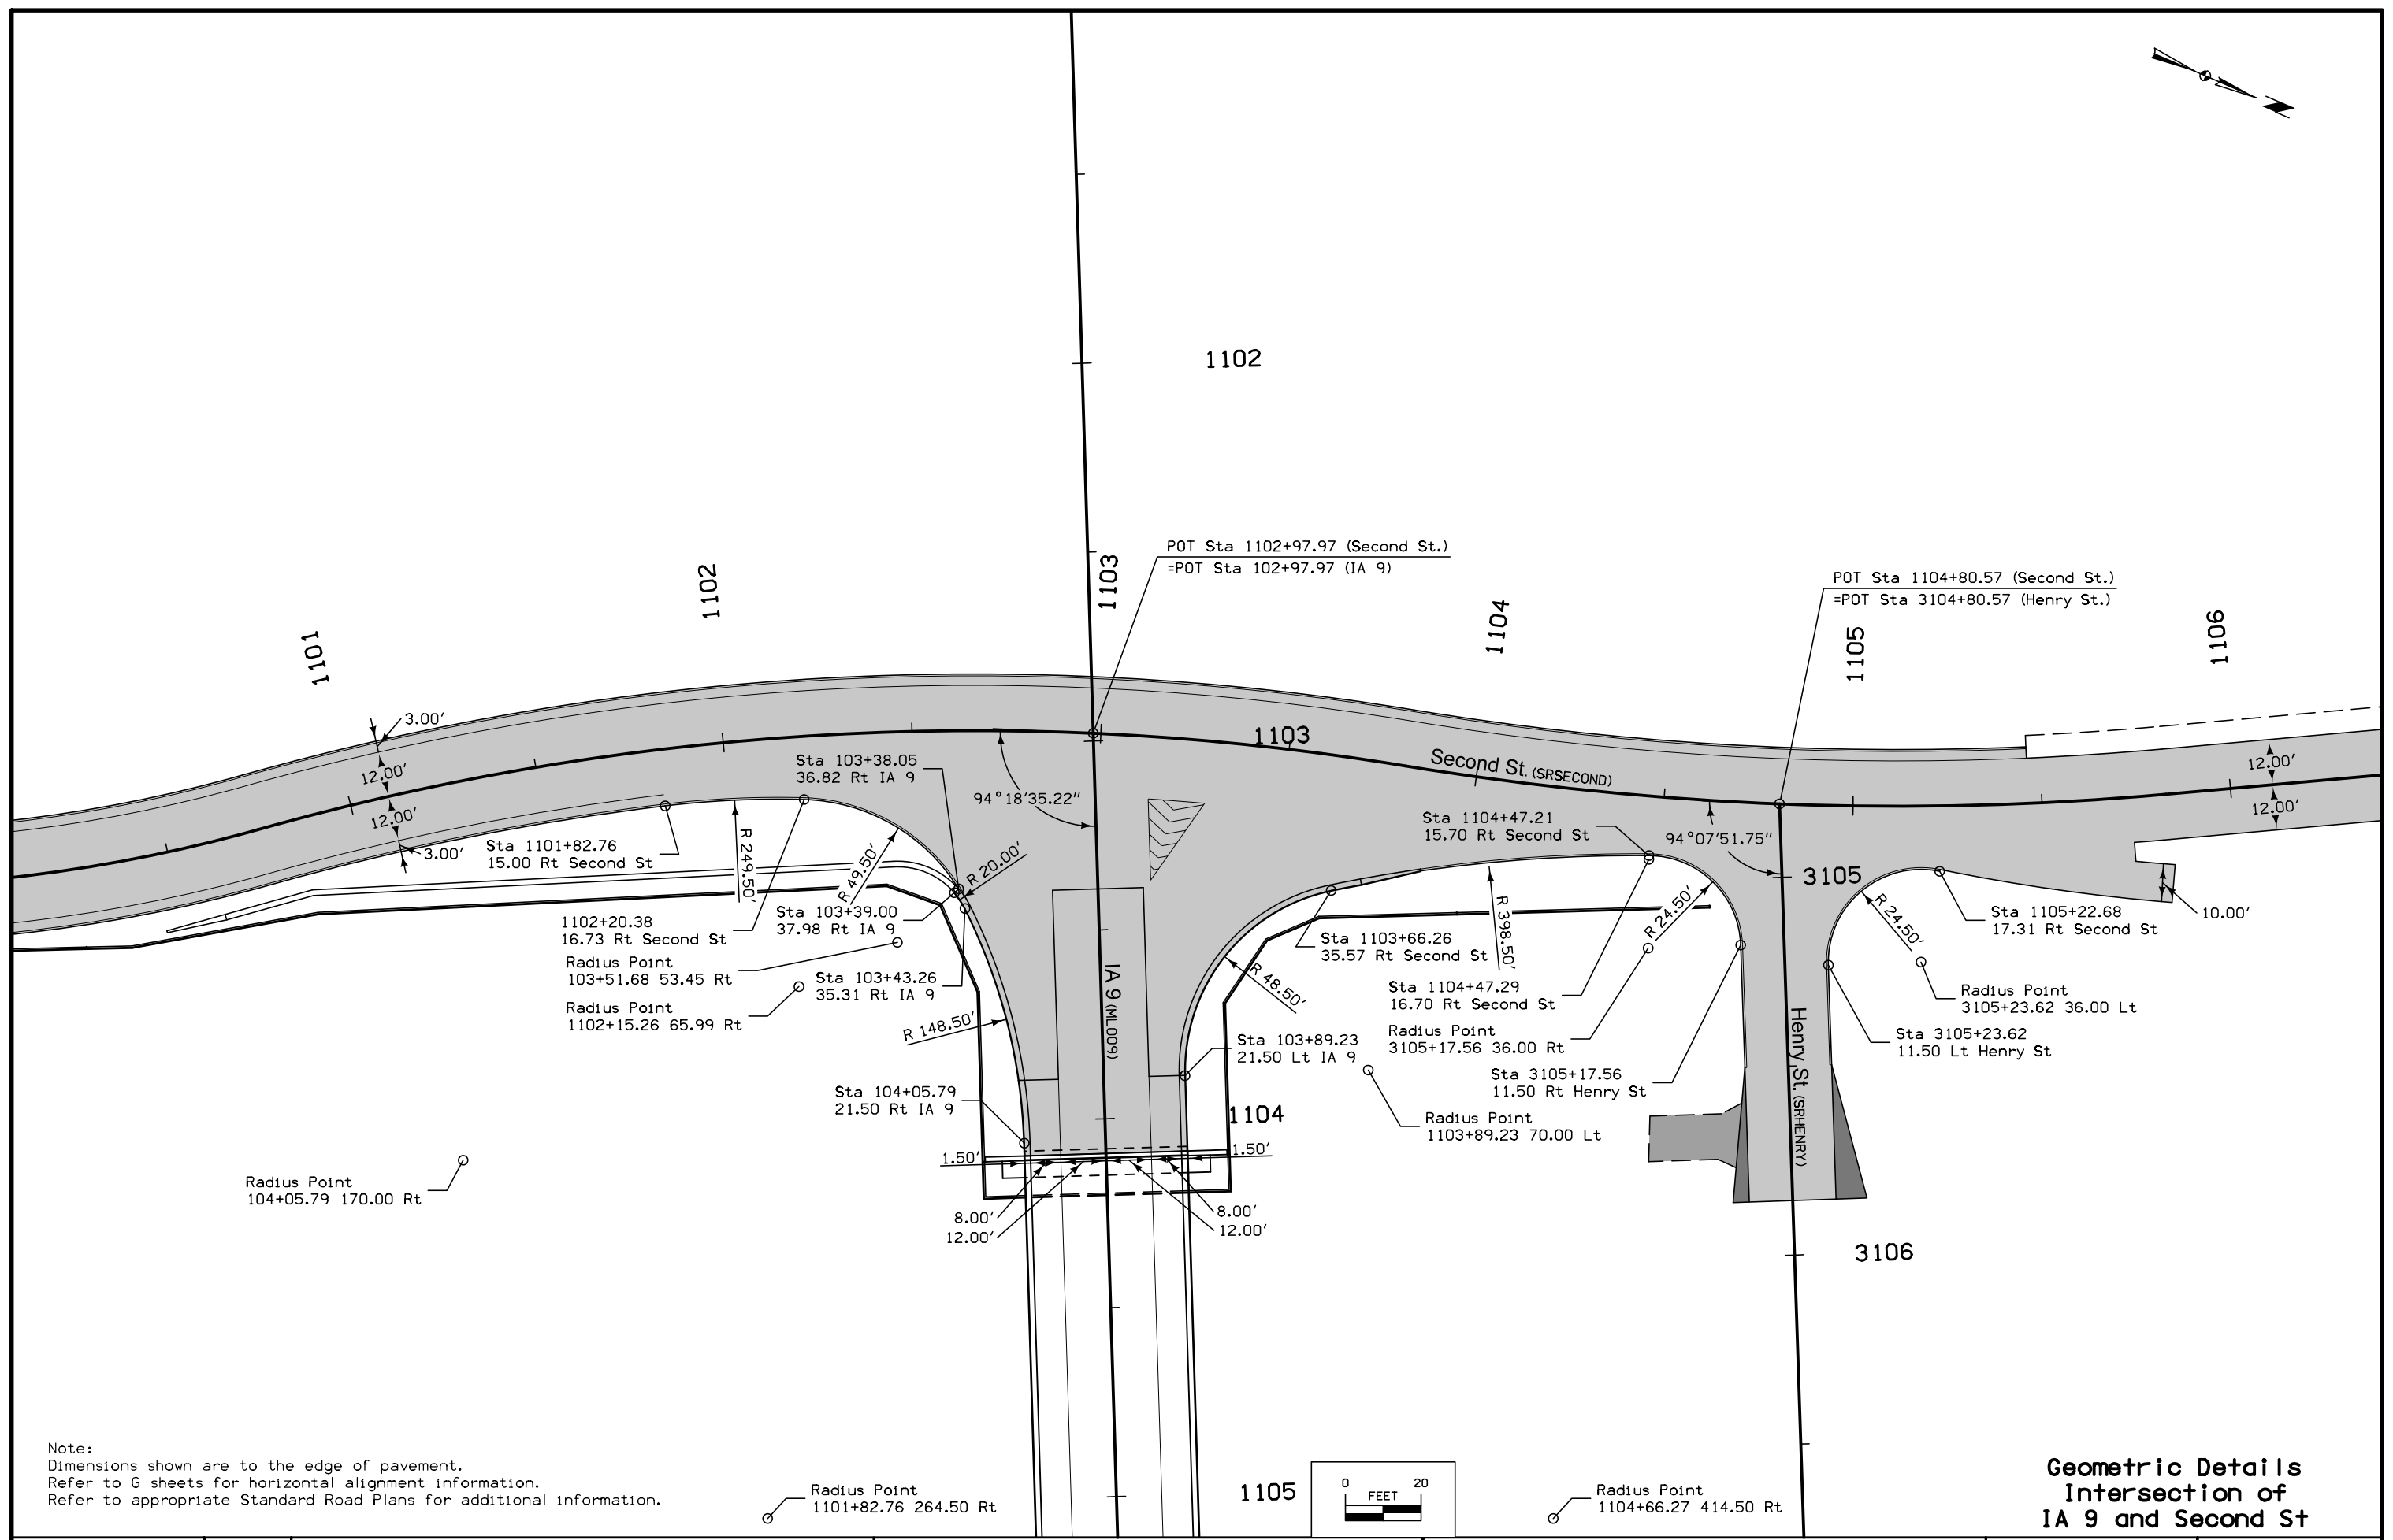 1102
POT Sta 1102+97.97 (Second St.)
=POT Sta 102+97.97 (IA 9)
POT Sta 1104+80.57 (Second St.)
=POT Sta 3104+80.57 (Henry St.)
1101
1102
1103
1104
1105
1106
3.00′
12.00′
12.00′
3.00′
1103
Second St. (SRSECOND)
12.00′
12.00′
Sta 103+38.05
36.82 Rt IA 9
94°18′35.22″
Sta 1104+47.21
15.70 Rt Second St
94°07′51.75″
Sta 1101+82.76
15.00 Rt Second St
R 249.50′
R 49.50′
R 20.00′
3105
10.00′
1102+20.38
16.73 Rt Second St
Sta 103+39.00
37.98 Rt IA 9
Radius Point
103+51.68 53.45 Rt
Sta 103+43.26
35.31 Rt IA 9
Radius Point
1102+15.26 65.99 Rt
R 148.50′
IA 9 (ML009)
Sta 1103+66.26
35.57 Rt Second St
R 48.50′
R 398.50′
R 24.50′
R 24.50′
Sta 1105+22.68
17.31 Rt Second St
Sta 1104+47.29
16.70 Rt Second St
Radius Point
3105+17.56 36.00 Rt
Radius Point
3105+23.62 36.00 Lt
Sta 3105+23.62
11.50 Lt Henry St
Sta 103+89.23
21.50 Lt IA 9
Sta 3105+17.56
11.50 Rt Henry St
Henry St. (SRHENRY)
Sta 104+05.79
21.50 Rt IA 9
1104
Radius Point
1103+89.23 70.00 Lt
1.50′
1.50′
Radius Point
104+05.79 170.00 Rt
8.00′
12.00′
8.00′
12.00′
3106
Note:
Dimensions shown are to the edge of pavement.
Refer to G sheets for horizontal alignment information.
Refer to appropriate Standard Road Plans for additional information.
Radius Point
1101+82.76 264.50 Rt
1105
0 20
FEET
Radius Point
1104+66.27 414.50 Rt
Geometric Details
Intersection of
IA 9 and Second St